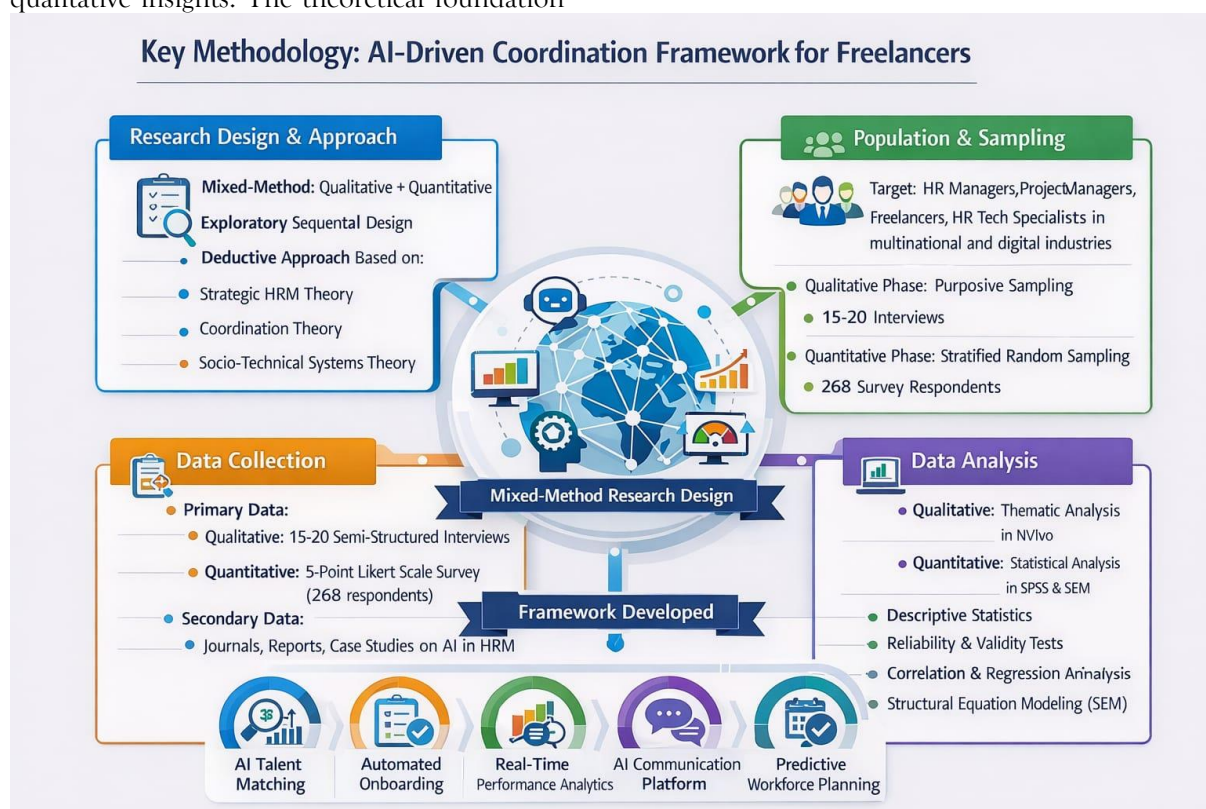 quantitative insights. The theoretical foundation
Key Methodology: AI-Driven Coordination Framework for Freelancers
Research Design & Approach
Mixed-Method: Qualitative + Quantitative
Exploratory Sequental Design
Deductive Approach Based on:
Strategic HRM Theory
Coordination Theory
Socio-Technical Systems Theory
Population & Sampling
Target: HR Managers, ProjectManagers,
Freelancers, HR Tech Specialists in
multinational and digital industries
Qualitative Phase: Purposive Sampling
15-20 Interviews
Quantitative Phase: Stratified Random Sampling
268 Survey Respondents
Mixed-Method Research Design
Data Collection
Primary Data:
Qualitative: 15-20 Semi-Structured Interviews
Quantitative: 5-Point Likert Scale Survey
(268 respondents)
Secondary Data:
Journals, Reports, Case Studies on AI in HRM
Data Analysis
Qualitative: Thematic Analysis
in NVIvo
Quantitative: Statistical Analysis
in SPSS & SEM
Descriptive Statistics
Reliability & Validity Tests
Correlation & Regression
Structural Equation Modeling (SEM)
Framework Developed
AI Talent
Matching
Automated
Onboarding
Real-Time
Performance Analytics
AI Communication
Platform
Predictive
Workforce Planning